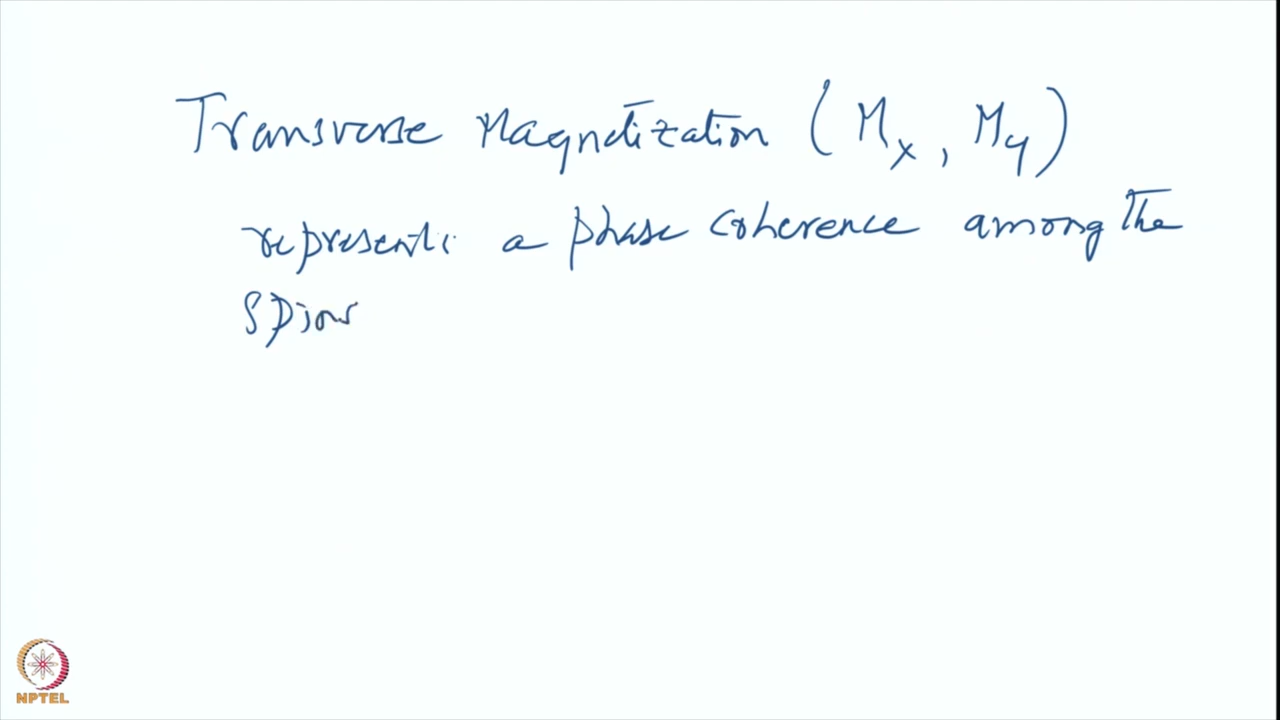 Transverse Magnetization (Mx, My)
represents a phase coherence among the
spins
NPTEL